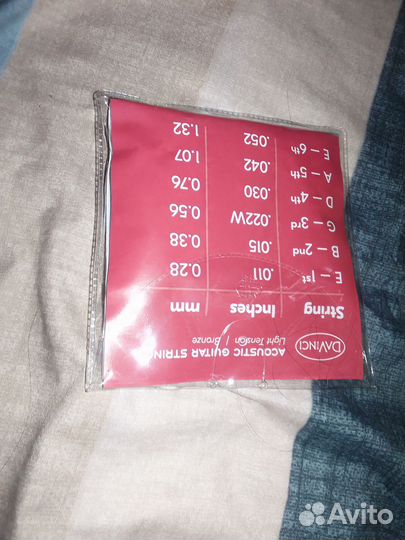 DAVINCI
ACOUSTIC GUITAR STRIN
Light Tension / Bronze
String Inches mm
E – 1st .011 0.28
B – 2nd .015 0.38
G – 3rd .022W 0.56
D – 4th .030 0.76
A – 5th .042 1.07
E – 6th .052 1.32
Avito